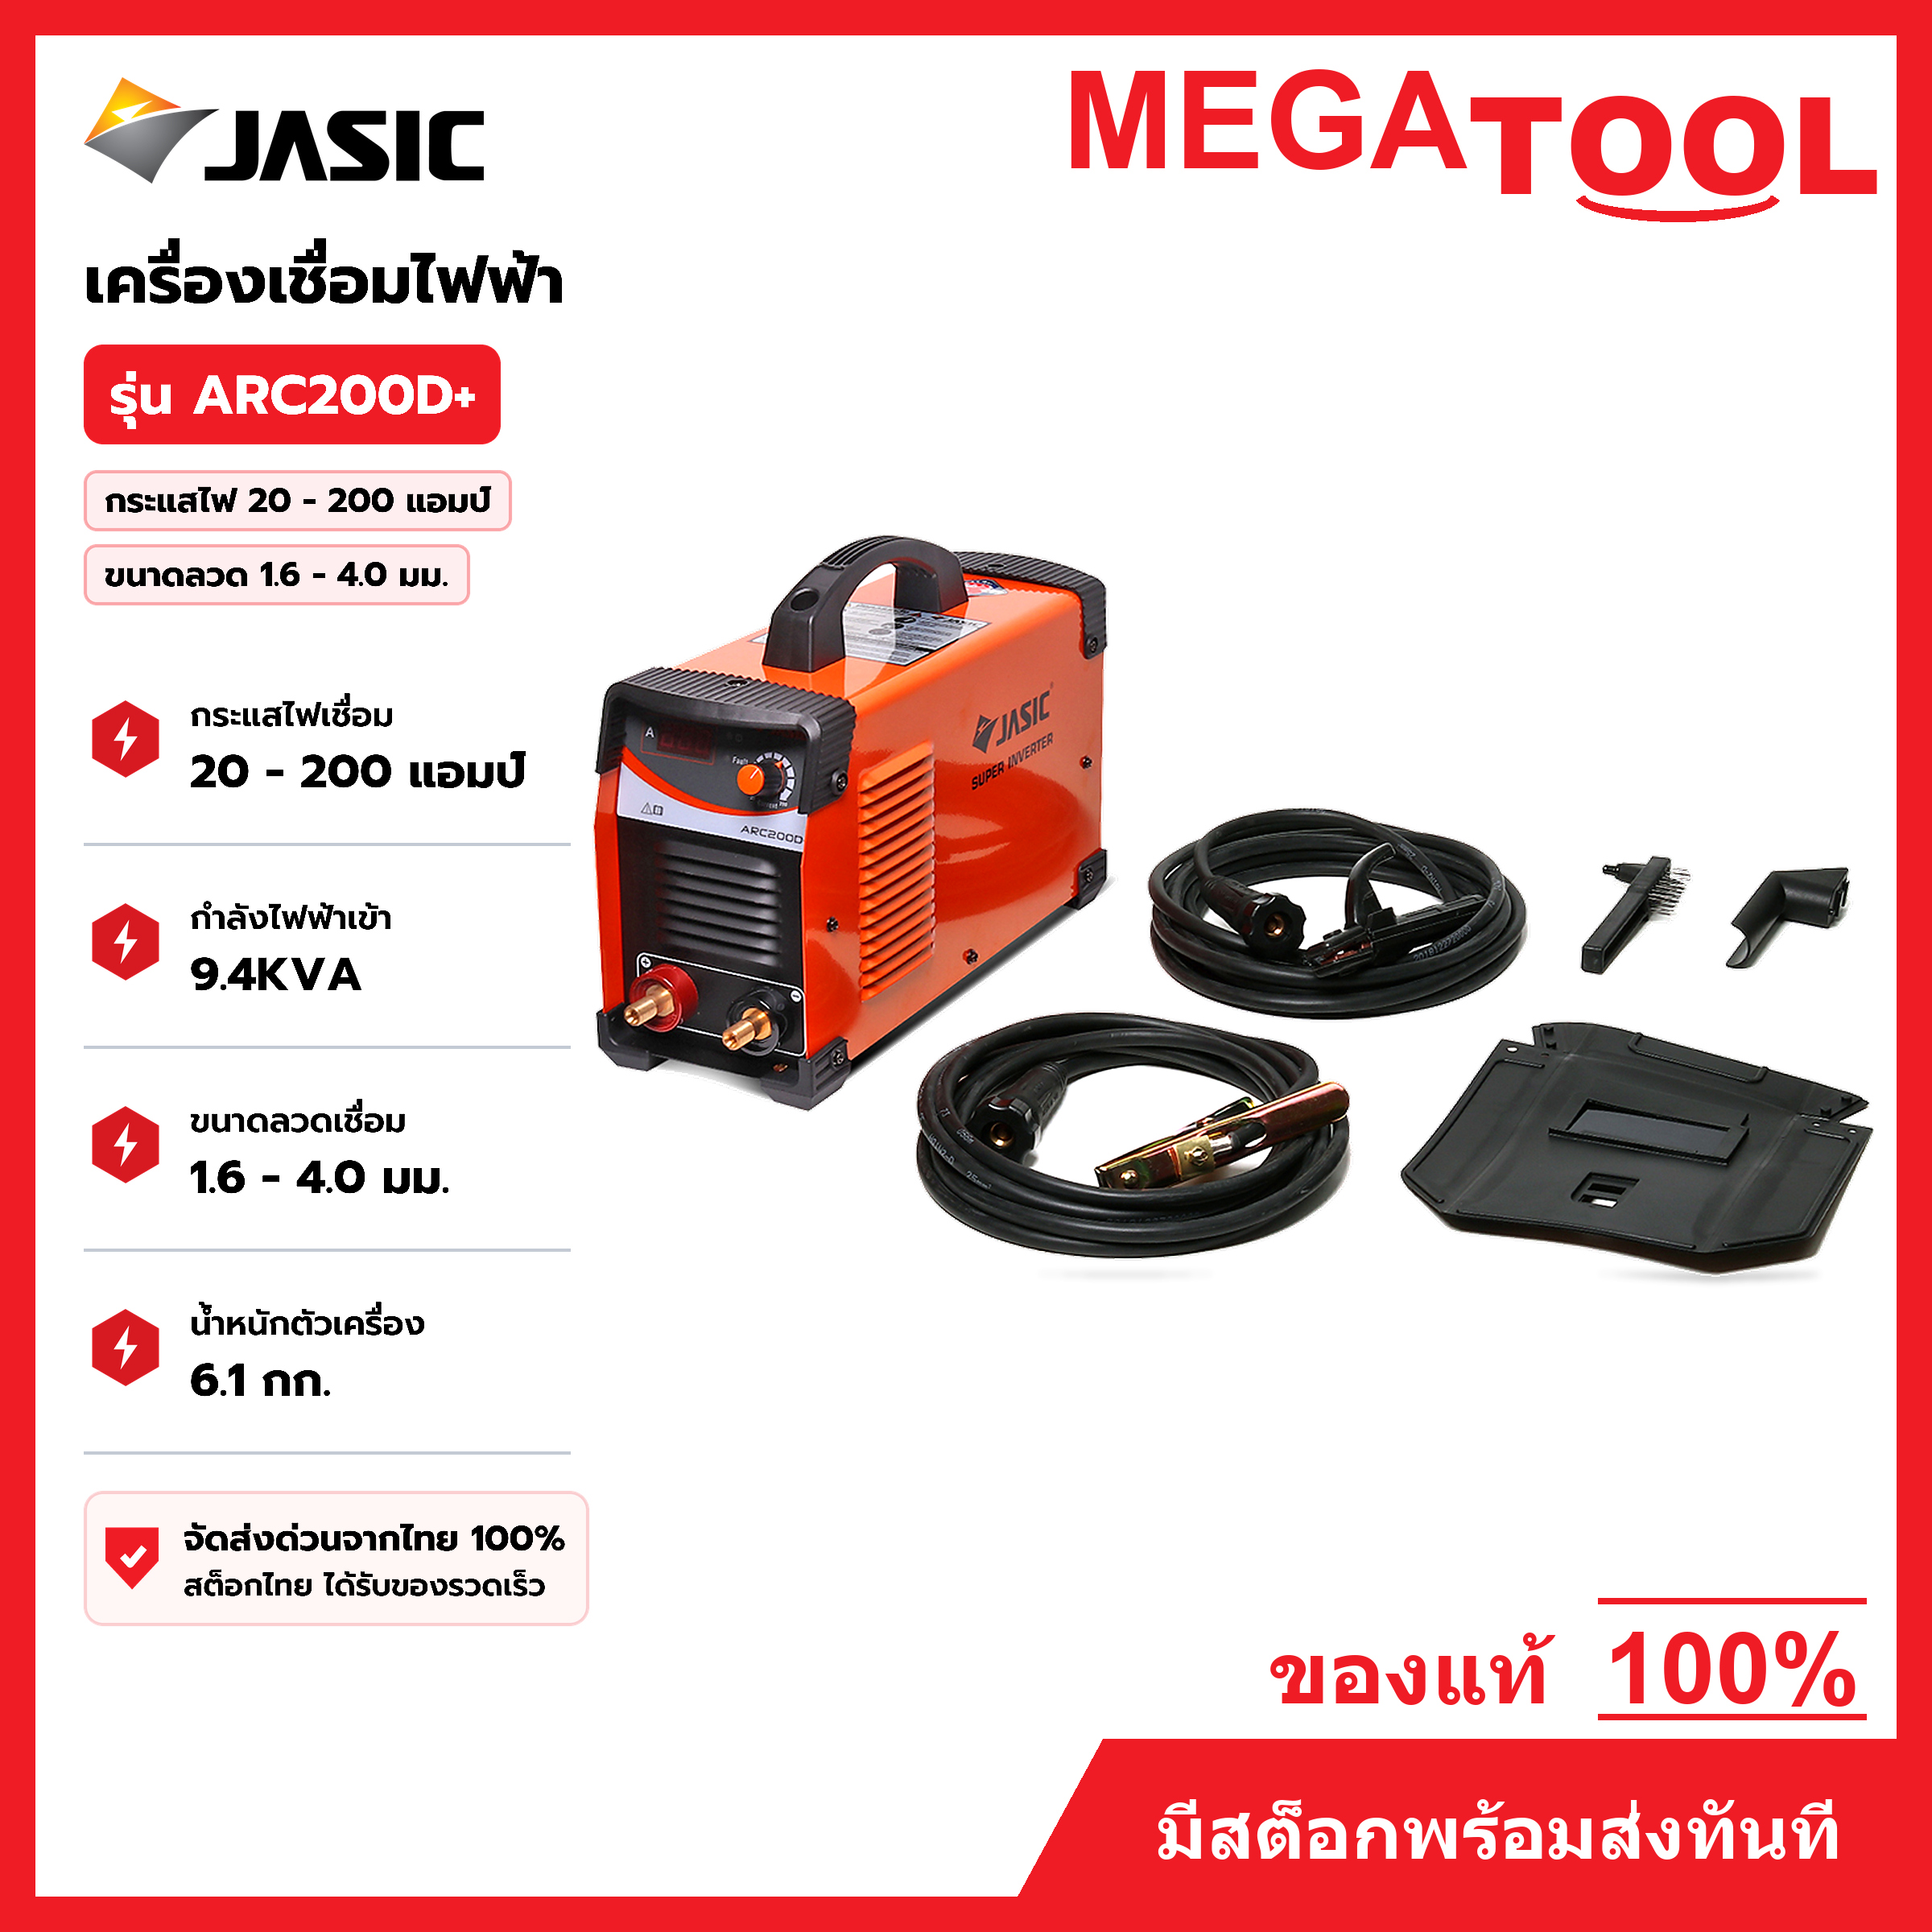 JASIC
MEGATOOL
เครื่องเชื่อมไฟฟ้า
รุ่น ARC200D+
กระแสไฟ 20 - 200 แอมป์
ขนาดลวด 1.6 - 4.0 มม.
กระแสไฟเชื่อม
20 - 200 แอมป์
กำลังไฟฟ้าเข้า
9.4KVA
ขนาดลวดเชื่อม
1.6 - 4.0 มม.
น้ำหนักตัวเครื่อง
6.1 กก.
จัดส่งด่วนจากไทย 100%
สต็อกไทย ได้รับของรวดเร็ว
JASIC
JASIC®
SUPER INVERTER
A
Fault
Current
ARC200D
+
-
ของแท้ 100%
มีสต็อกพร้อมส่งทันที